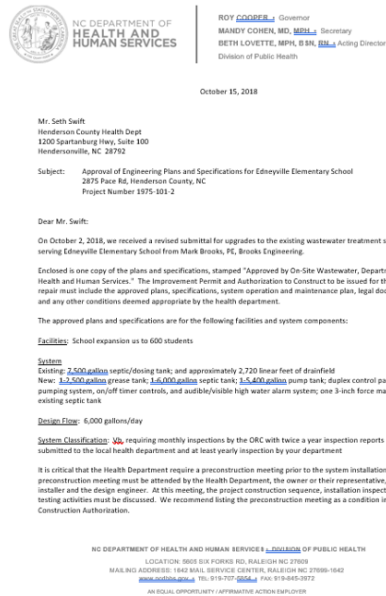 NC DEPARTMENT OF
HEALTH AND
HUMAN SERVICES
ROY COOPER • Governor
MANDY COHEN, MD, MPH • Secretary
BETH LOVETTE, MPH, BSN, RN • Acting Director
Division of Public Health
October 15, 2018
Mr. Seth Swift
Henderson County Health Dept
1200 Spartanburg Hwy, Suite 100
Hendersonville, NC 28792
Subject: Approval of Engineering Plans and Specifications for Edneyville Elementary School
2875 Pace Rd, Henderson County, NC
Project Number 1975-101-2
Dear Mr. Swift:
On October 2, 2018, we received a revised submittal for upgrades to the existing wastewater treatment s
serving Edneyville Elementary School from Mark Brooks, PE, Brooks Engineering.
Enclosed is one copy of the plans and specifications, stamped "Approved by On-Site Wastewater, Depart
Health and Human Services." The Improvement Permit and Authorization to Construct to be issued for th
repair must include the approved plans, specifications, system operation and maintenance plan, legal doc
and any other conditions deemed appropriate by the health department.
The approved plans and specifications are for the following facilities and system components:
Facilities: School expansion us to 600 students
System
Existing: 7,500 gallon septic/dosing tank; and approximately 2,720 linear feet of drainfield
New: 1-2,500 gallon grease tank; 1-6,000 gallon septic tank; 1-5,400 gallon pump tank; duplex control pa
pumping system, on/off timer controls, and audible/visible high water alarm system; one 3-inch force ma
existing septic tank
Design Flow: 6,000 gallons/day
System Classification: Vb, requiring monthly inspections by the ORC with twice a year inspection reports
submitted to the local health department and at least yearly inspection by your department
It is critical that the Health Department require a preconstruction meeting prior to the system installation
preconstruction meeting must be attended by the Health Department, the owner or their representative,
installer and the design engineer. At this meeting, the project construction sequence, installation inspect
testing activities must be discussed. We recommend listing the preconstruction meeting as a condition in
Construction Authorization.
NC DEPARTMENT OF HEALTH AND HUMAN SERVICES • DIVISION OF PUBLIC HEALTH
LOCATION: 5605 SIX FORKS RD, RALEIGH NC 27609
MAILING ADDRESS: 1642 MAIL SERVICE CENTER, RALEIGH NC 27699-1642
www.ncdhhs.gov • TEL: 919-707-5854 • FAX: 919-845-3972
AN EQUAL OPPORTUNITY / AFFIRMATIVE ACTION EMPLOYER